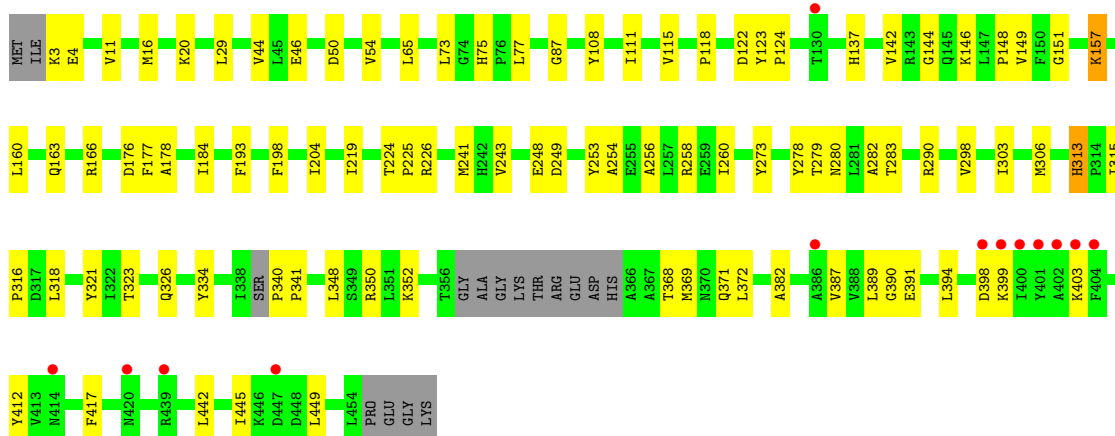 MET ILE K3 E4 V11 M16 K20 L29 V44 L45 E46 D50 V54 L65 L73 G74 H75 P76 L77 G87 Y108 I111 V115 P118 D122 Y123 P124 T130 H137 V142 R143 G144 Q145 K146 L147 P148 V149 F150 G151 K157
L160 Q163 R166 D176 F177 A178 I184 F193 F198 I204 I219 T224 P225 R226 M241 H242 V243 E248 D249 Y253 A254 E255 A256 L257 R258 E259 I260 Y273 Y278 T279 N280 L281 A282 T283 R290 V298 I303 M306 H313 P314 I315
P316 D317 L318 Y321 I322 T323 Q326 Y334 I338 SER P340 P341 L348 S349 R350 L351 K352 T356 GLY ALA GLY LYS THR ARG GLU ASP HIS A366 A367 T368 M369 N370 Q371 L372 A382 A386 V387 V388 L389 G390 E391 L394 D398 K399 I400 Y401 A402 K403 F404
Y412 V413 N414 F417 N420 R439 L442 I445 K446 D447 D448 L449 L454 PRO GLU GLY LYS